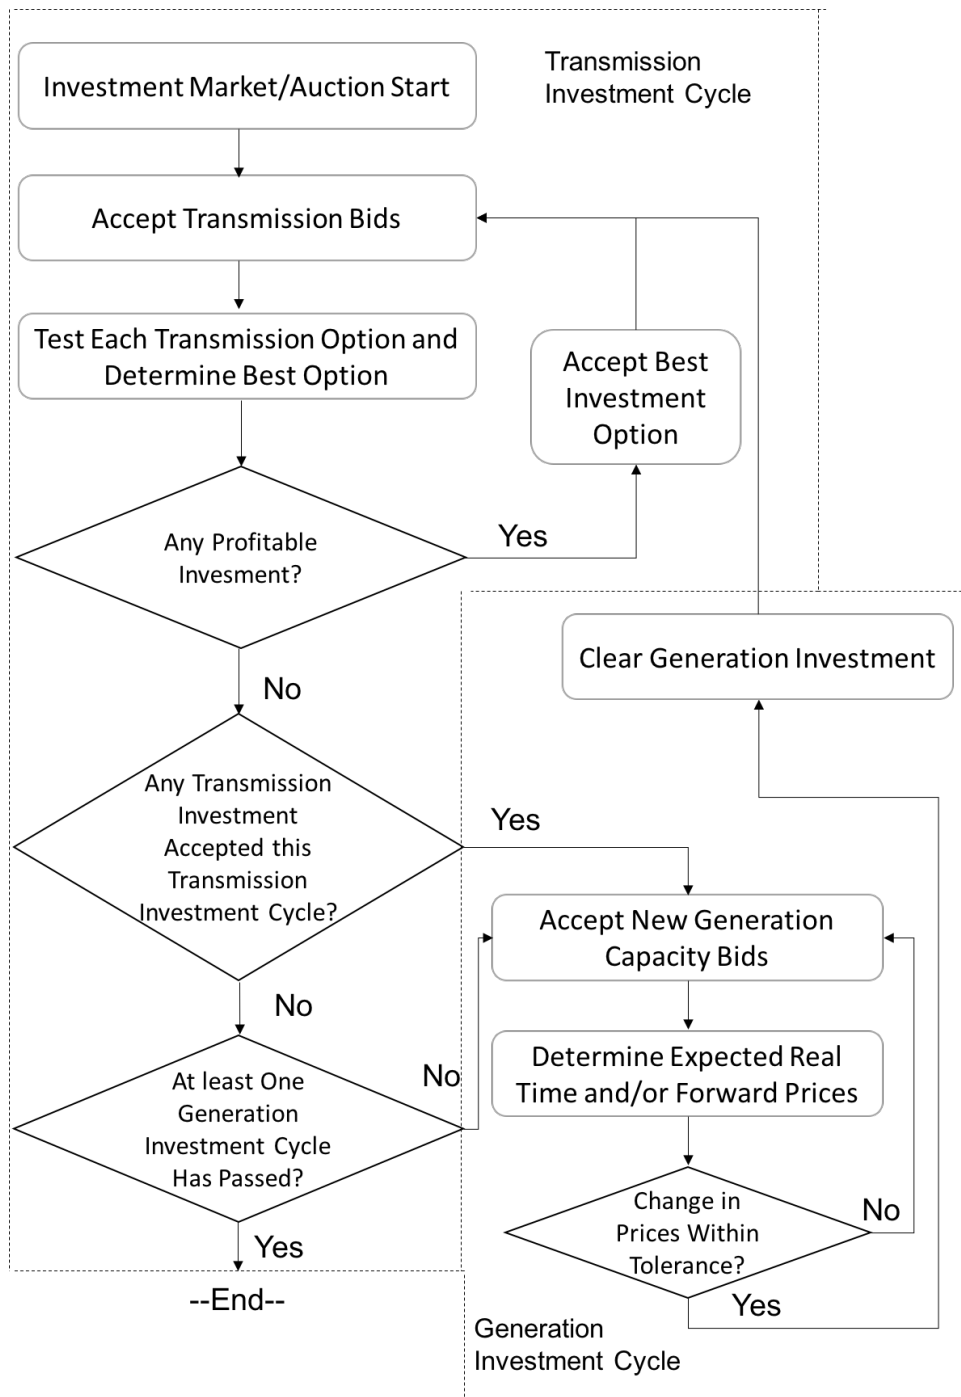 Transmission
Investment Cycle
Investment Market/Auction Start
Accept Transmission Bids
Test Each Transmission Option and
Determine Best Option
Accept Best
Investment
Option
Any Profitable
Invesment?
Yes
No
Clear Generation Investment
Any Transmission
Investment
Accepted this
Transmission
Investment Cycle?
Yes
No
Accept New Generation
Capacity Bids
Determine Expected Real
Time and/or Forward Prices
At least One
Generation
Investment Cycle
Has Passed?
No
Yes
Change in
Prices Within
Tolerance?
No
Yes
--End--
Generation
Investment Cycle